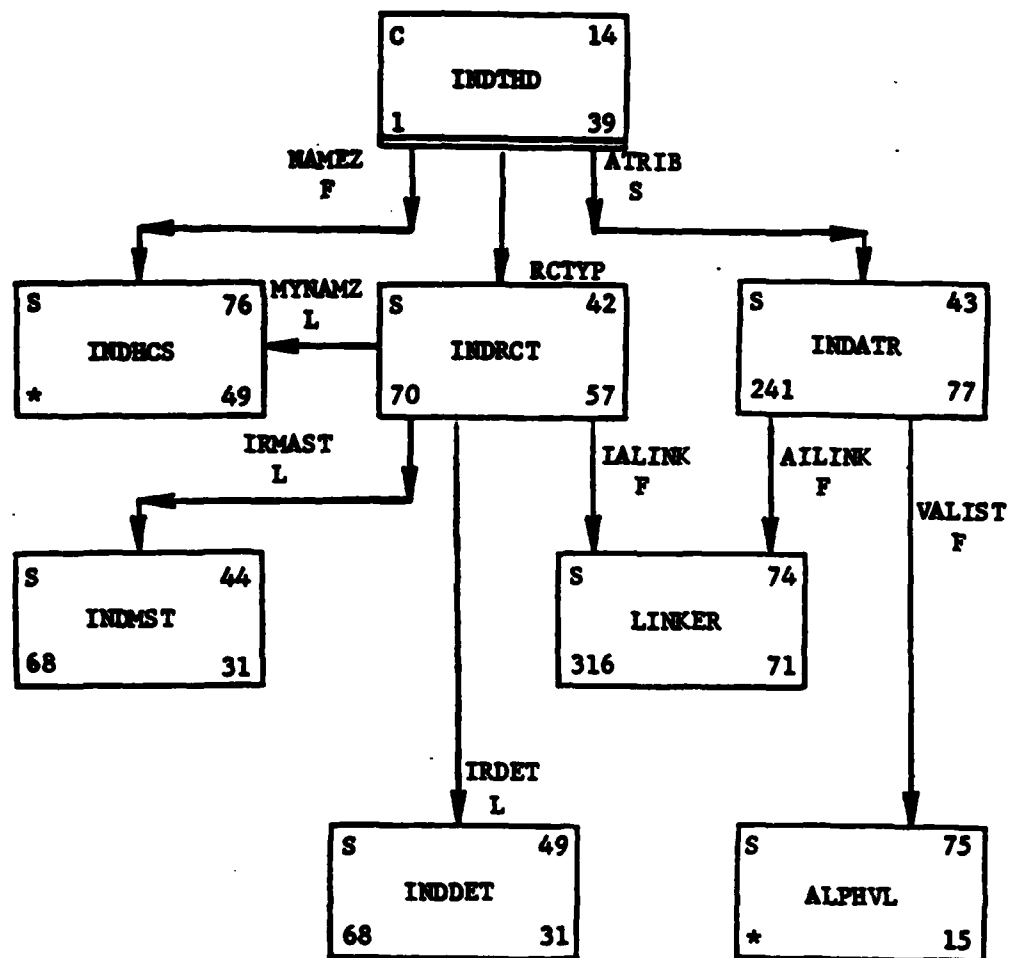 C 14
INDTHD
1 39
NAMEZ
F
ATRIB
S
RCTYP
S 76
INDHCS
* 49
MYNAMZ
L
S 42
INDRCT
70 57
S 43
INDATR
241 77
IRMAST
L
IALINK
F
AILINK
F
VALIST
F
S 44
INDMST
68 31
S 74
LINKER
316 71
IRDET
L
S 49
INDDET
68 31
S 75
ALPHVL
* 15